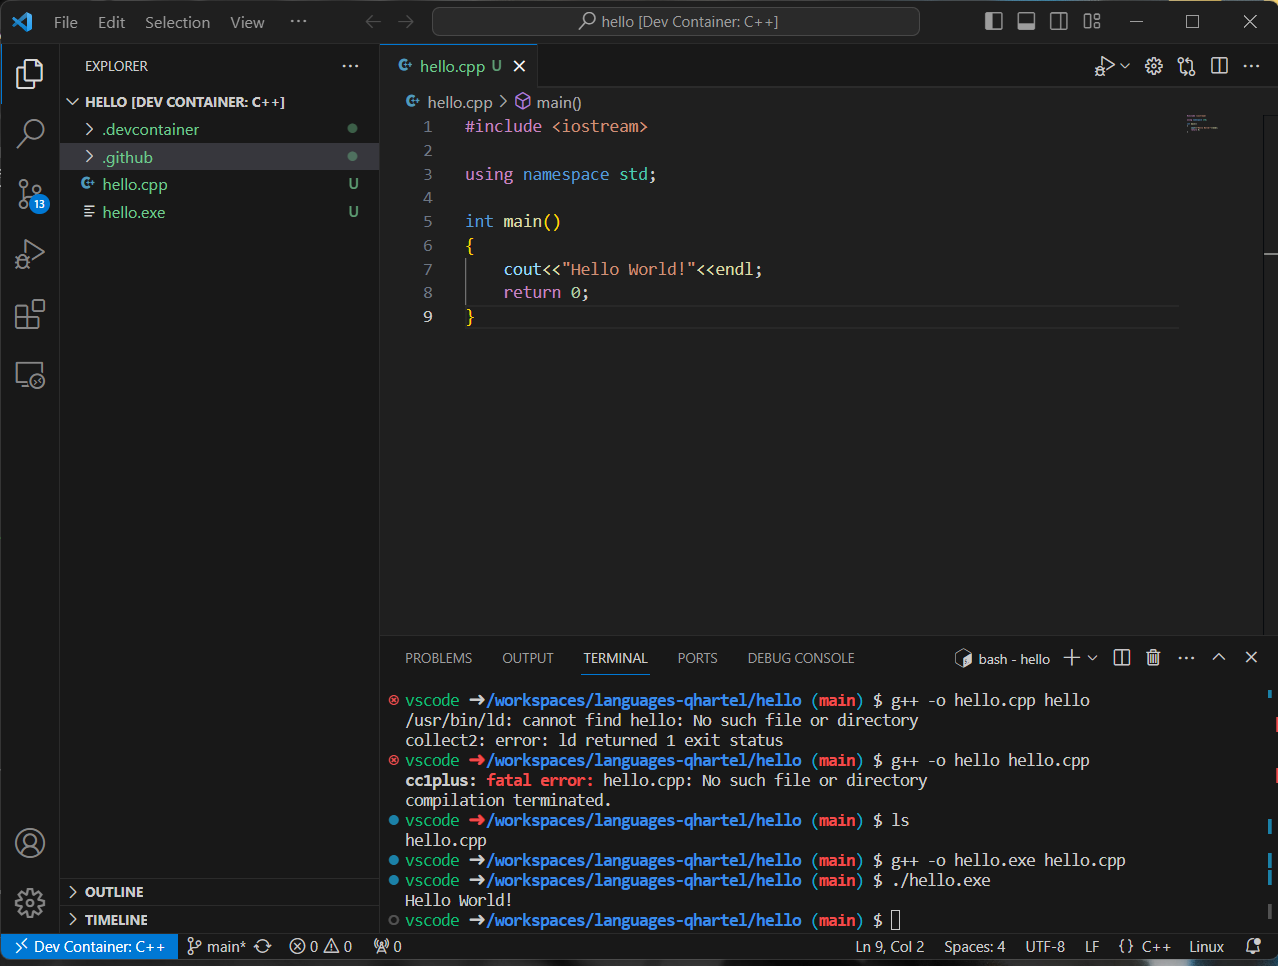 File Edit Selection View ··· hello [Dev Container: C++]
EXPLORER ···
HELLO [DEV CONTAINER: C++]
.devcontainer
.github
hello.cpp U
hello.exe U
13
OUTLINE
TIMELINE
hello.cpp U
hello.cpp > main()
1 #include <iostream>
2
3 using namespace std;
4
5 int main()
6 {
7 cout<<"Hello World!"<<endl;
8 return 0;
9 }
PROBLEMS OUTPUT TERMINAL PORTS DEBUG CONSOLE bash - hello
vscode ➜/workspaces/languages-qhartel/hello (main) $ g++ -o hello.cpp hello
/usr/bin/ld: cannot find hello: No such file or directory
collect2: error: ld returned 1 exit status
vscode ➜/workspaces/languages-qhartel/hello (main) $ g++ -o hello hello.cpp
cc1plus: fatal error: hello.cpp: No such file or directory
compilation terminated.
vscode ➜/workspaces/languages-qhartel/hello (main) $ ls
hello.cpp
vscode ➜/workspaces/languages-qhartel/hello (main) $ g++ -o hello.exe hello.cpp
vscode ➜/workspaces/languages-qhartel/hello (main) $ ./hello.exe
Hello World!
vscode ➜/workspaces/languages-qhartel/hello (main) $
Dev Container: C++ main* 0 0 0 Ln 9, Col 2 Spaces: 4 UTF-8 LF {} C++ Linux